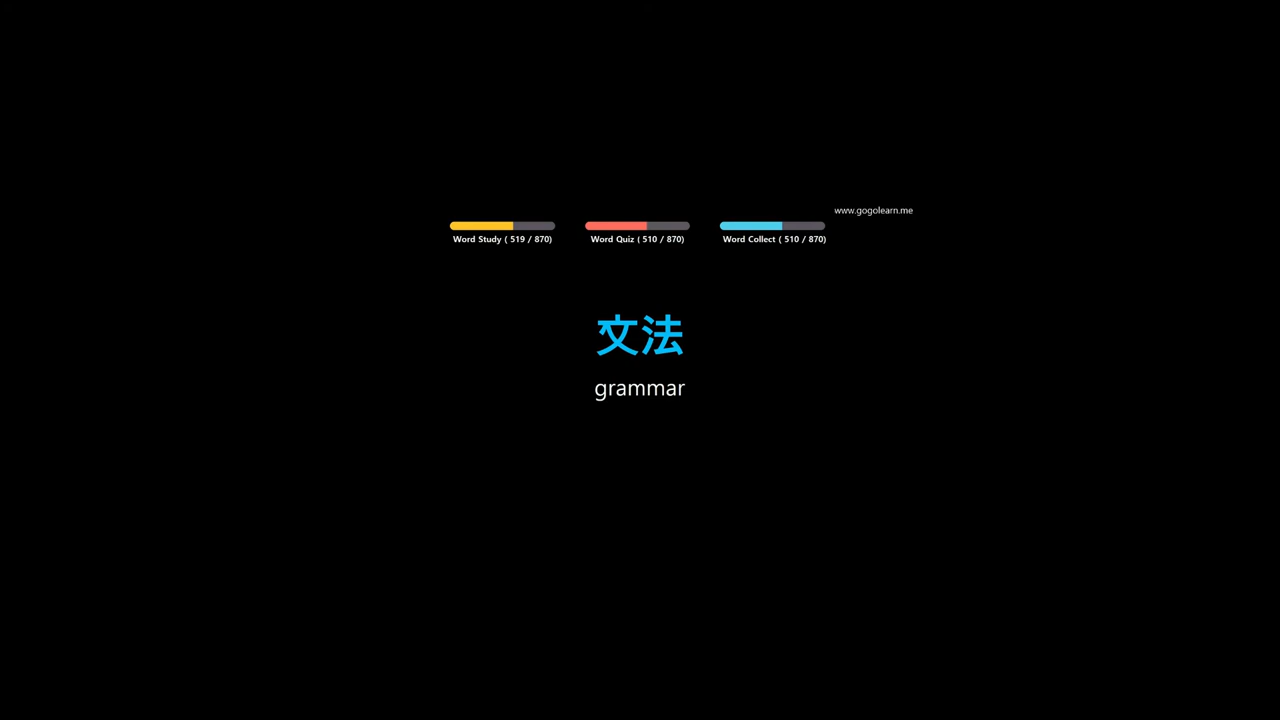 www.gogolearn.me
Word Study ( 519 / 870)
Word Quiz ( 510 / 870)
Word Collect ( 510 / 870)
文法
grammar